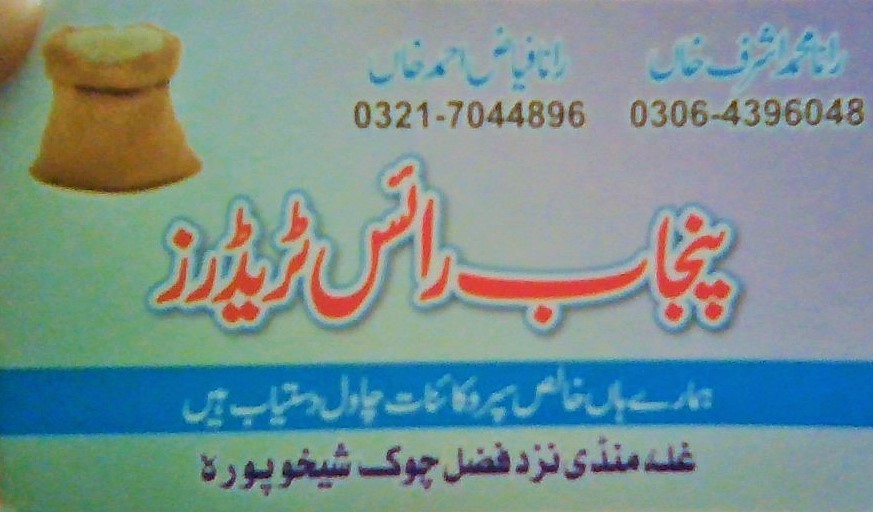 رانا محمد اشرف خاں رانا فیاض احمد خاں
0306-4396048 0321-7044896
پنجاب رائس ٹریڈرز
ہمارے ہاں خالص سپر و کائنات چاول دستیاب ہیں
غلہ منڈی نزد فضل چوک شیخوپورہ